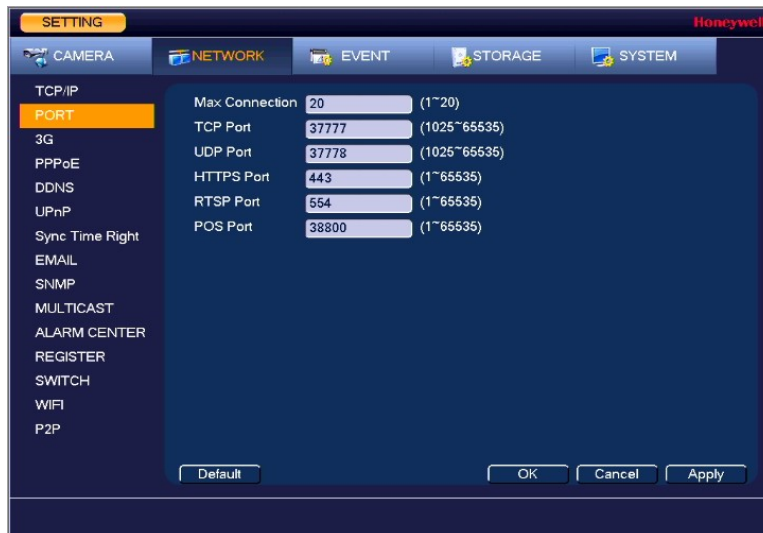 SETTING
Honeywell
CAMERA NETWORK EVENT STORAGE SYSTEM
TCP/IP
PORT
3G
PPPoE
DDNS
UPnP
Sync Time Right
EMAIL
SNMP
MULTICAST
ALARM CENTER
REGISTER
SWITCH
WIFI
P2P
Max Connection 20 (1~20)
TCP Port 37777 (1025~65535)
UDP Port 37778 (1025~65535)
HTTPS Port 443 (1~65535)
RTSP Port 554 (1~65535)
POS Port 38800 (1~65535)
Default OK Cancel Apply